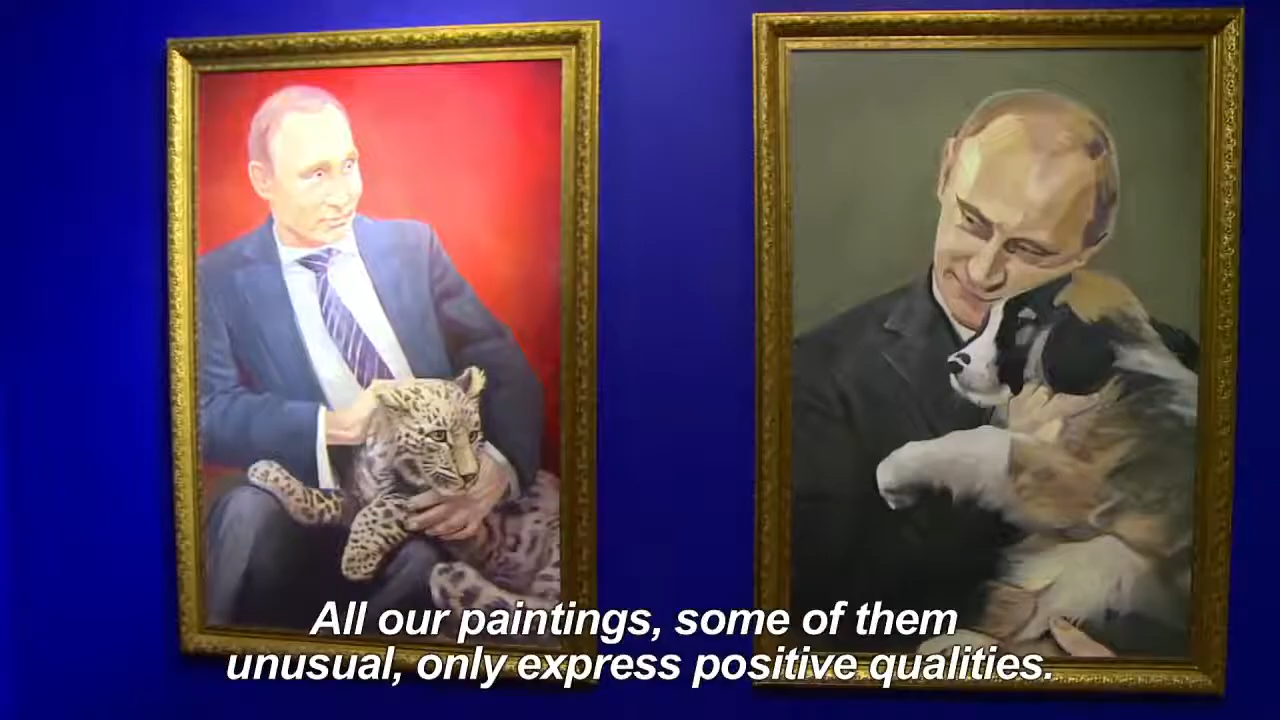 All our paintings, some of them
unusual, only express positive qualities.